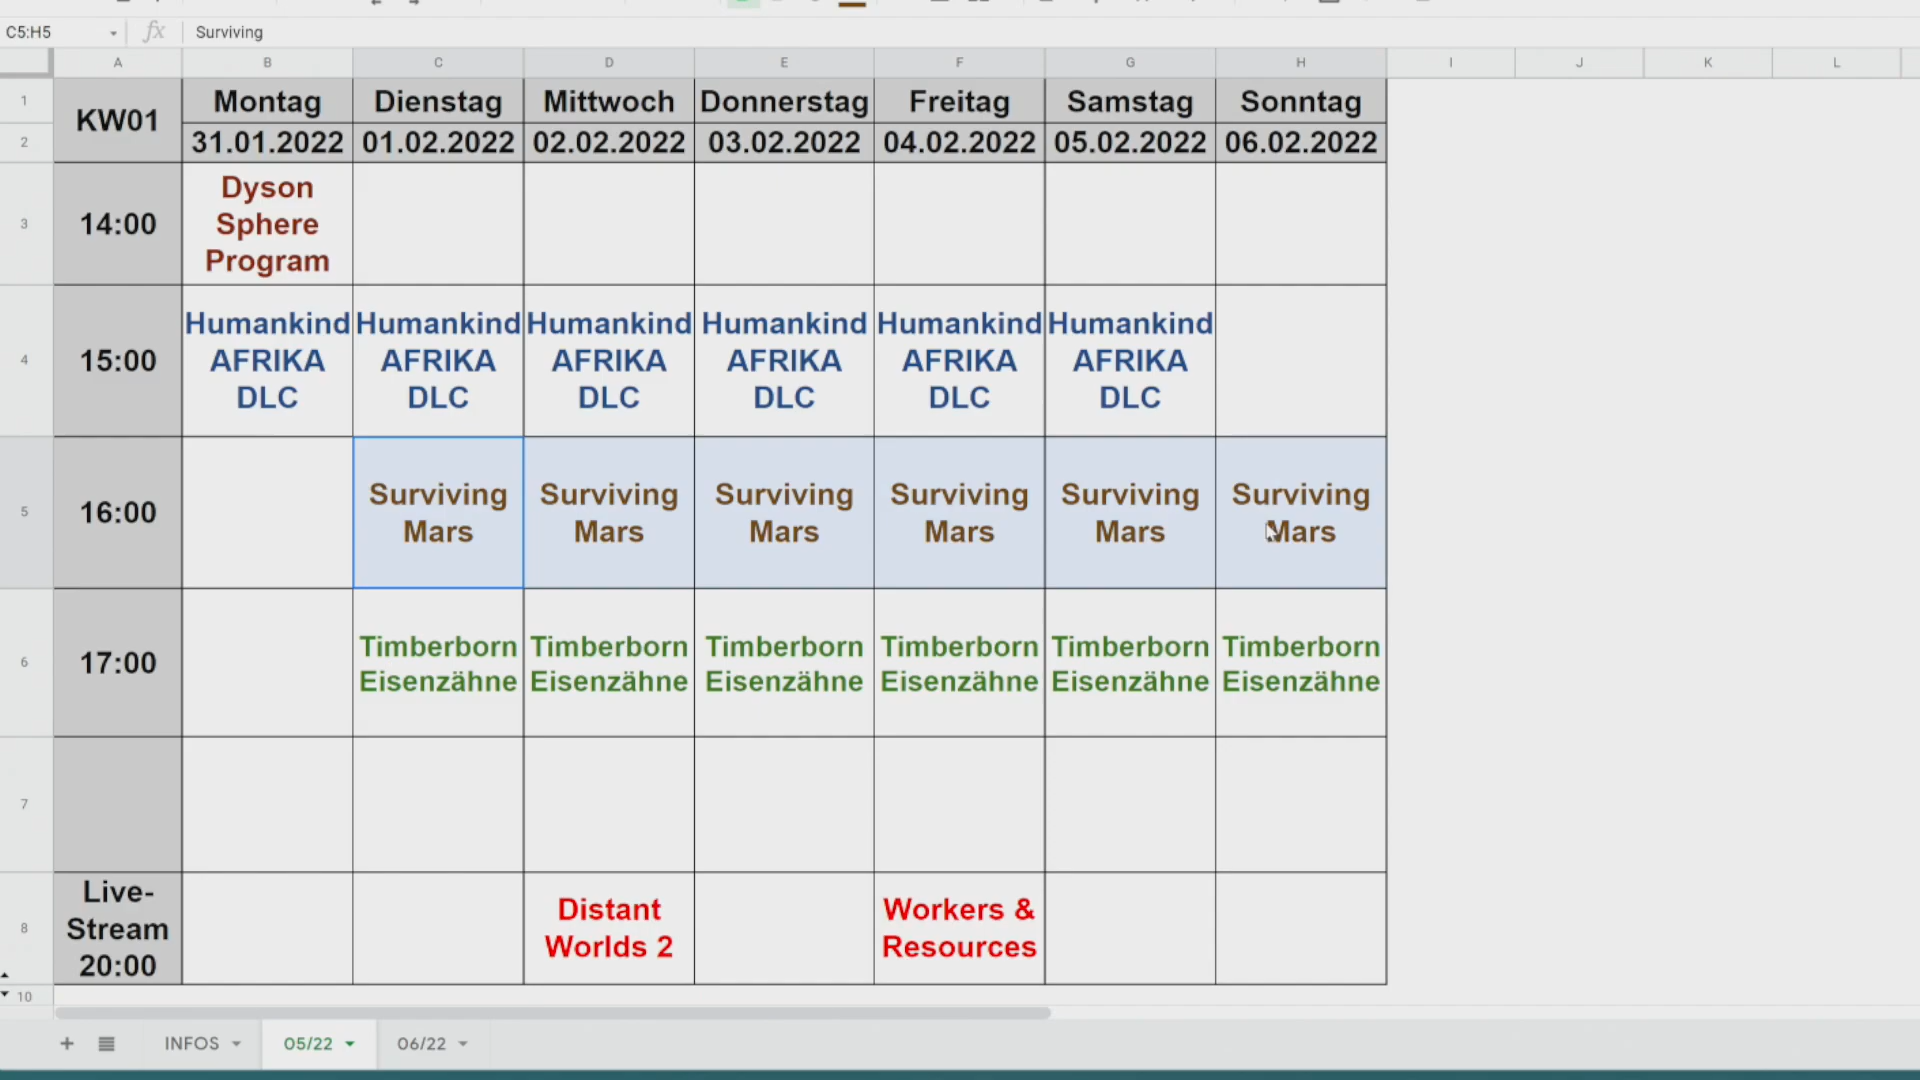 C5:H5 fx Surviving
A B C D E F G H I J K L
1 KW01 Montag Dienstag Mittwoch Donnerstag Freitag Samstag Sonntag
2 31.01.2022 01.02.2022 02.02.2022 03.02.2022 04.02.2022 05.02.2022 06.02.2022
3 14:00 Dyson
Sphere
Program
4 15:00 Humankind Humankind Humankind Humankind Humankind Humankind
AFRIKA AFRIKA AFRIKA AFRIKA AFRIKA AFRIKA
DLC DLC DLC DLC DLC DLC
5 16:00 Surviving Surviving Surviving Surviving Surviving Surviving
Mars Mars Mars Mars Mars Mars
6 17:00 Timberborn Timberborn Timberborn Timberborn Timberborn Timberborn
Eisenzähne Eisenzähne Eisenzähne Eisenzähne Eisenzähne Eisenzähne
7
8 Live-
Stream
20:00 Distant Workers &
Worlds 2 Resources
10
INFOS 05/22 06/22